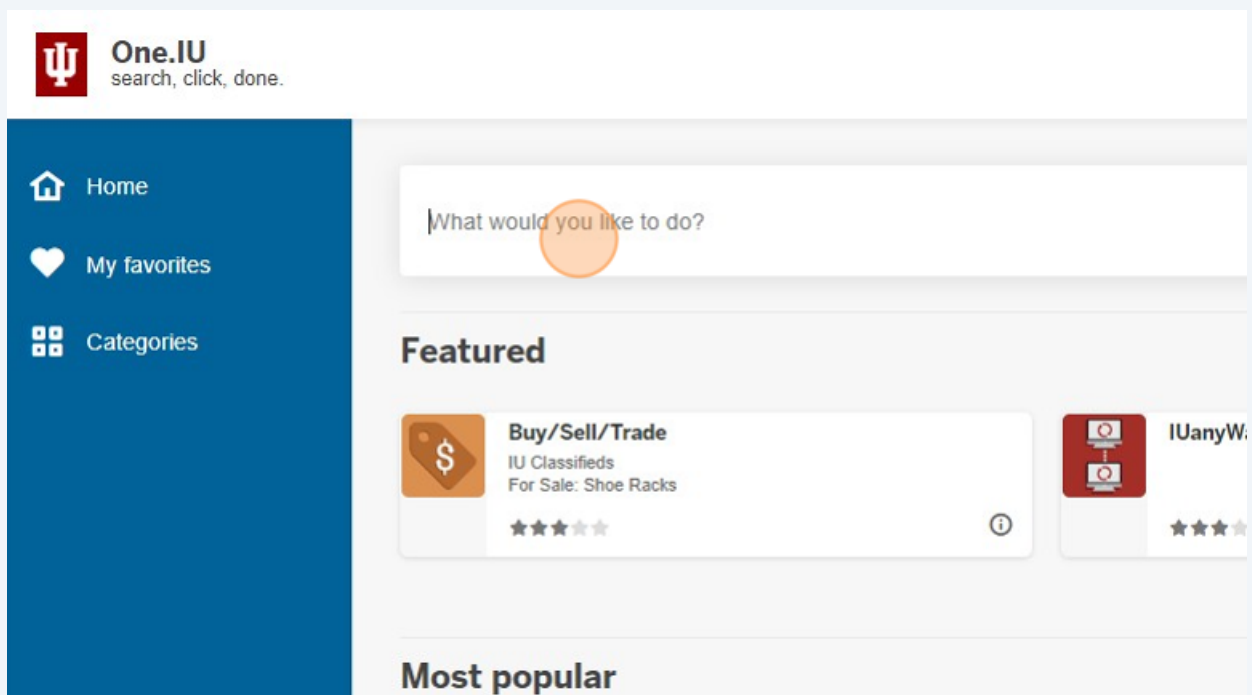 One.IU
search, click, done.
Home
My favorites
Categories
What would you like to do?
Featured
Buy/Sell/Trade
IU Classifieds
For Sale: Shoe Racks
$
Most popular